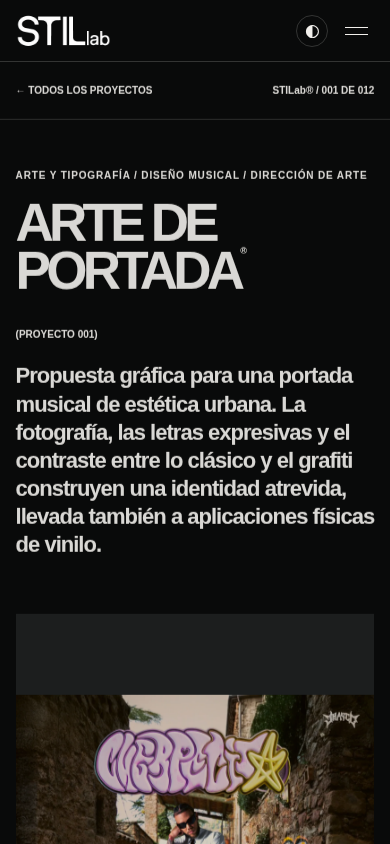 STILlab
← TODOS LOS PROYECTOS
STILab® / 001 DE 012
ARTE Y TIPOGRAFÍA / DISEÑO MUSICAL / DIRECCIÓN DE ARTE
ARTE DE
PORTADA®
(PROYECTO 001)
Propuesta gráfica para una portada
musical de estética urbana. La
fotografía, las letras expresivas y el
contraste entre lo clásico y el grafiti
construyen una identidad atrevida,
llevada también a aplicaciones físicas
de vinilo.